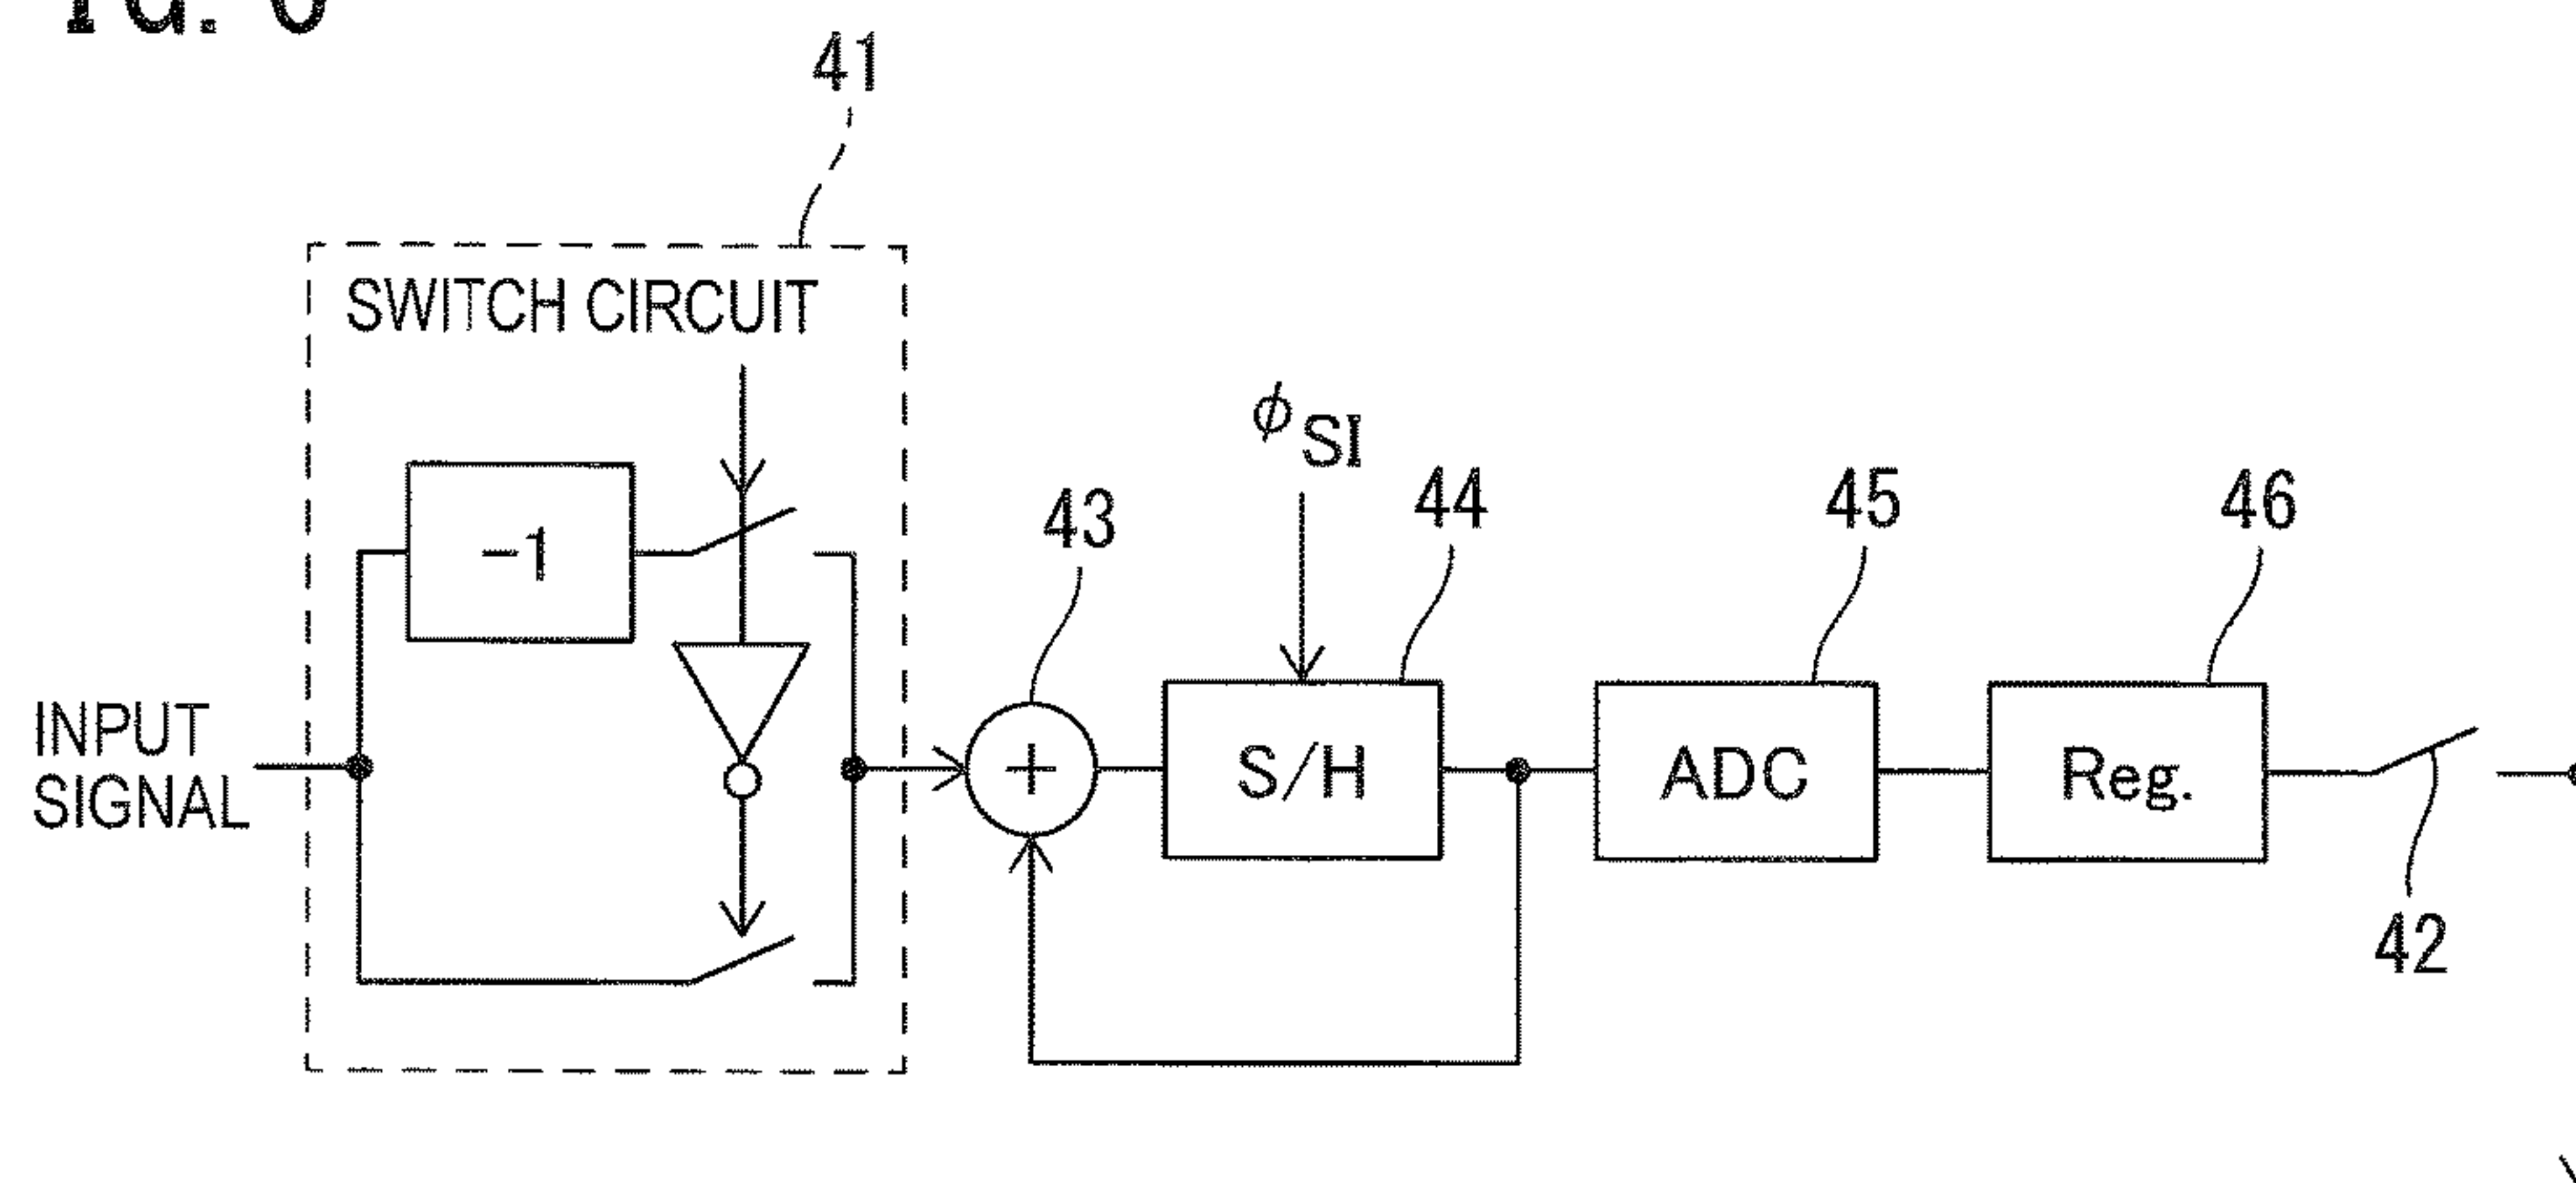 41
SWITCH CIRCUIT
φSI
43
44
45
46
-1
INPUT
SIGNAL
+
S/H
ADC
Reg.
42